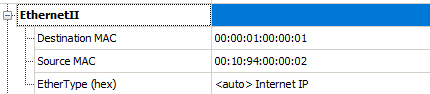 EthernetII
Destination MAC 00:00:01:00:00:01
Source MAC 00:10:94:00:00:02
EtherType (hex) <auto> Internet IP